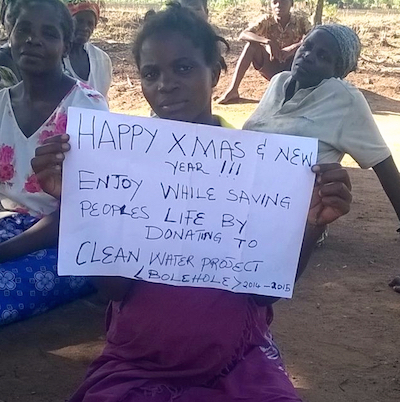 HAPPY XMAS & NEW
YEAR !!!
ENJOY WHILE SAVING
PEOPLES LIFE BY
DONATING TO
CLEAN WATER PROJECT
<BOLEHOLE> 2014-2015